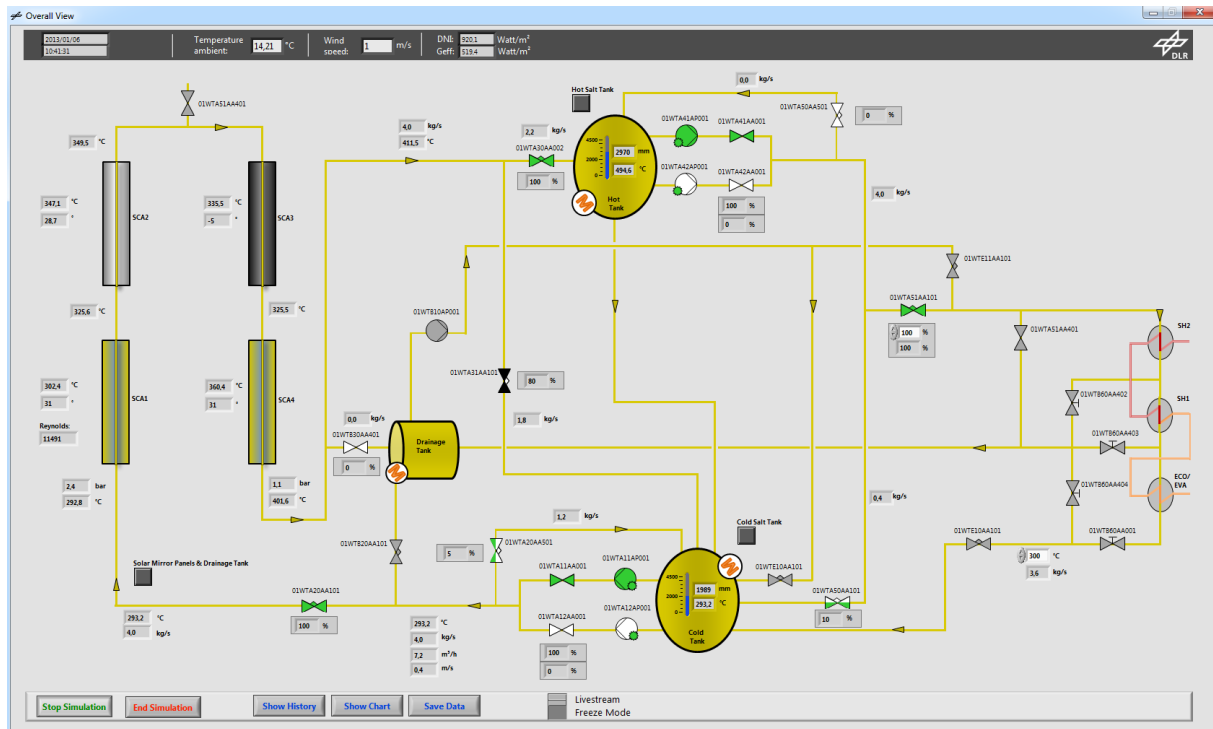 Overall View
2013/01/06
10:41:31
Temperature
ambient:
14,21 °C
Wind
speed:
1 m/s
DNI: 920,1 Watt/m²
Geff: 519.4 Watt/m²
DLR
01WTA51AA401
349,5 °C
347,1 °C
28,7 °
SCA2
335,5 °C
-5 °
SCA3
325,6 °C
325,5 °C
302,4 °C
31 °
SCA1
360,4 °C
31 °
SCA4
Reynolds:
11491
2,4 bar
292,8 °C
1,1 bar
401,6 °C
Solar Mirror Panels & Drainage Tank
293,2 °C
4,0 kg/s
01WTA20AA101
100 %
4,0 kg/s
411,5 °C
2,2 kg/s
01WTA30AA002
100 %
Hot Salt Tank
4500
2000
0
2970 mm
494,6 °C
Hot
Tank
0,0 kg/s
01WTA41AP001
01WTA41AA001
01WTA42AP001
01WTA42AA001
100 %
0 %
01WTA50AA501
0 %
4,0 kg/s
01WTB10AP001
01WTA31AA101
80 %
1,8 kg/s
0,0 kg/s
01WTB30AA401
0 %
Drainage
Tank
01WTB20AA101
5 %
01WTA20AA501
1,2 kg/s
01WTA11AA001
01WTA11AP001
01WTA12AA001
01WTA12AP001
100 %
0 %
293,2 °C
4,0 kg/s
7,2 m³/h
0,4 m/s
Cold Salt Tank
4500
2000
0
1989 mm
293,2 °C
Cold
Tank
01WTE10AA101
01WTA50AA101
10 %
0,4 kg/s
01WTE11AA101
01WTA51AA101
100 %
100 %
01WTA51AA401
SH2
SH1
ECO/
EVA
01WTB60AA402
01WTB60AA403
01WTB60AA404
01WTE10AA101
01WTB60AA001
300 °C
3,6 kg/s
Stop Simulation
End Simulation
Show History
Show Chart
Save Data
Livestream
Freeze Mode